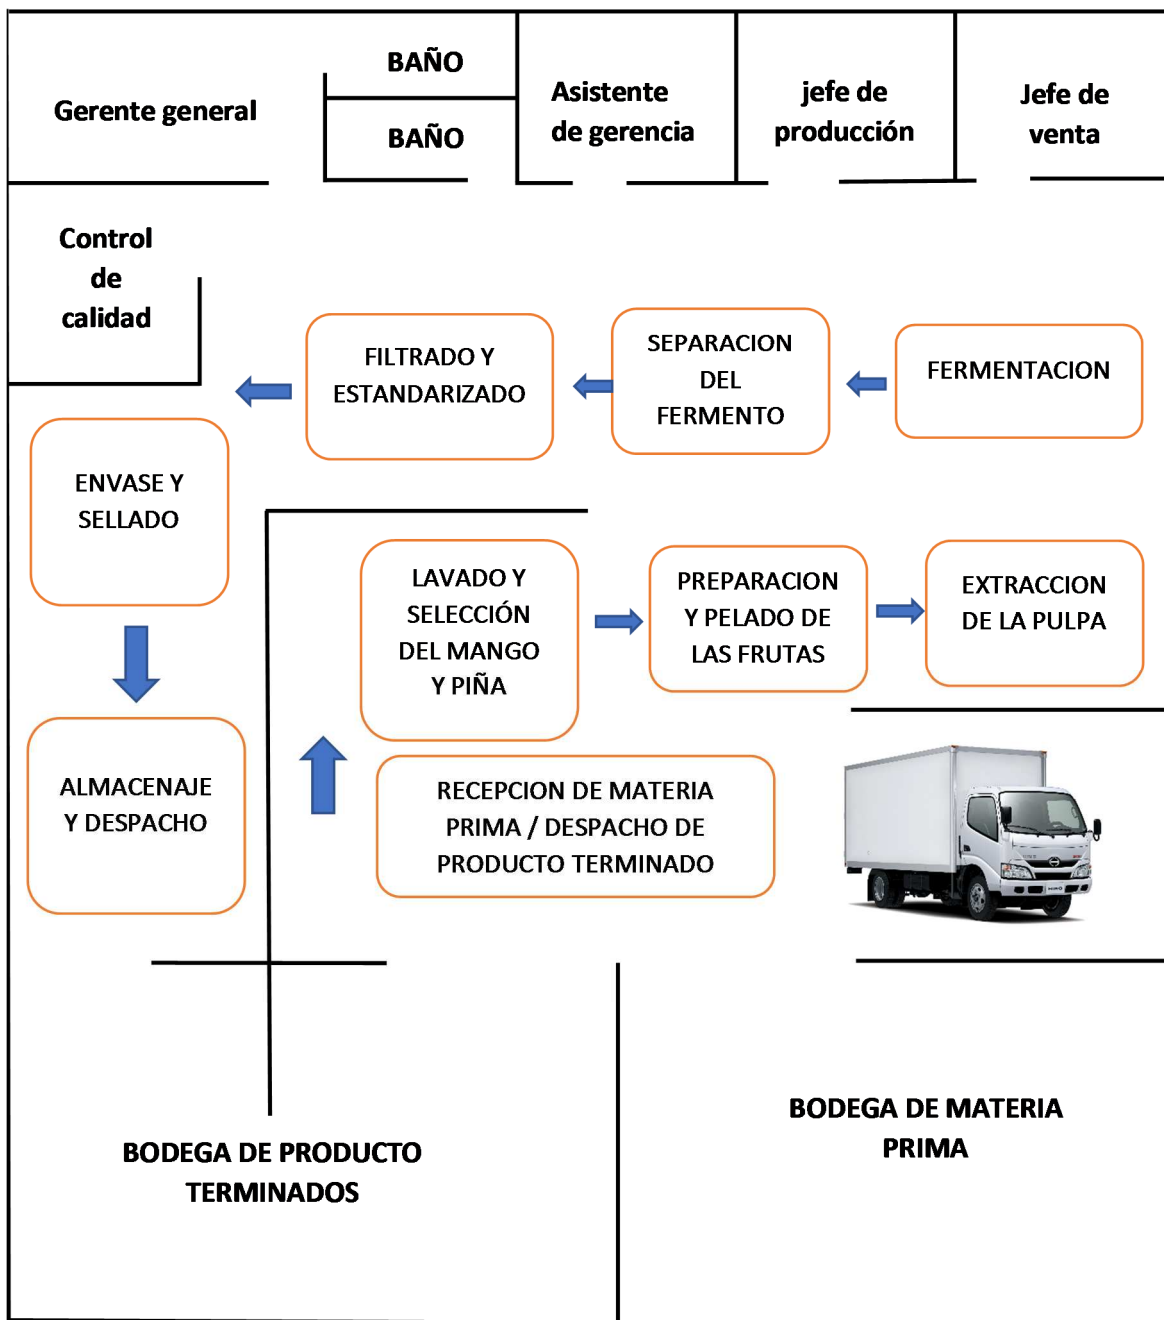 Gerente general
BAÑO
BAÑO
Asistente
de gerencia
jefe de
producción
Jefe de
venta
Control
de
calidad
FILTRADO Y
ESTANDARIZADO
SEPARACION
DEL
FERMENTO
FERMENTACION
ENVASE Y
SELLADO
LAVADO Y
SELECCIÓN
DEL MANGO
Y PIÑA
PREPARACION
Y PELADO DE
LAS FRUTAS
EXTRACCION
DE LA PULPA
ALMACENAJE
Y DESPACHO
RECEPCION DE MATERIA
PRIMA / DESPACHO DE
PRODUCTO TERMINADO
BODEGA DE PRODUCTO
TERMINADOS
BODEGA DE MATERIA
PRIMA